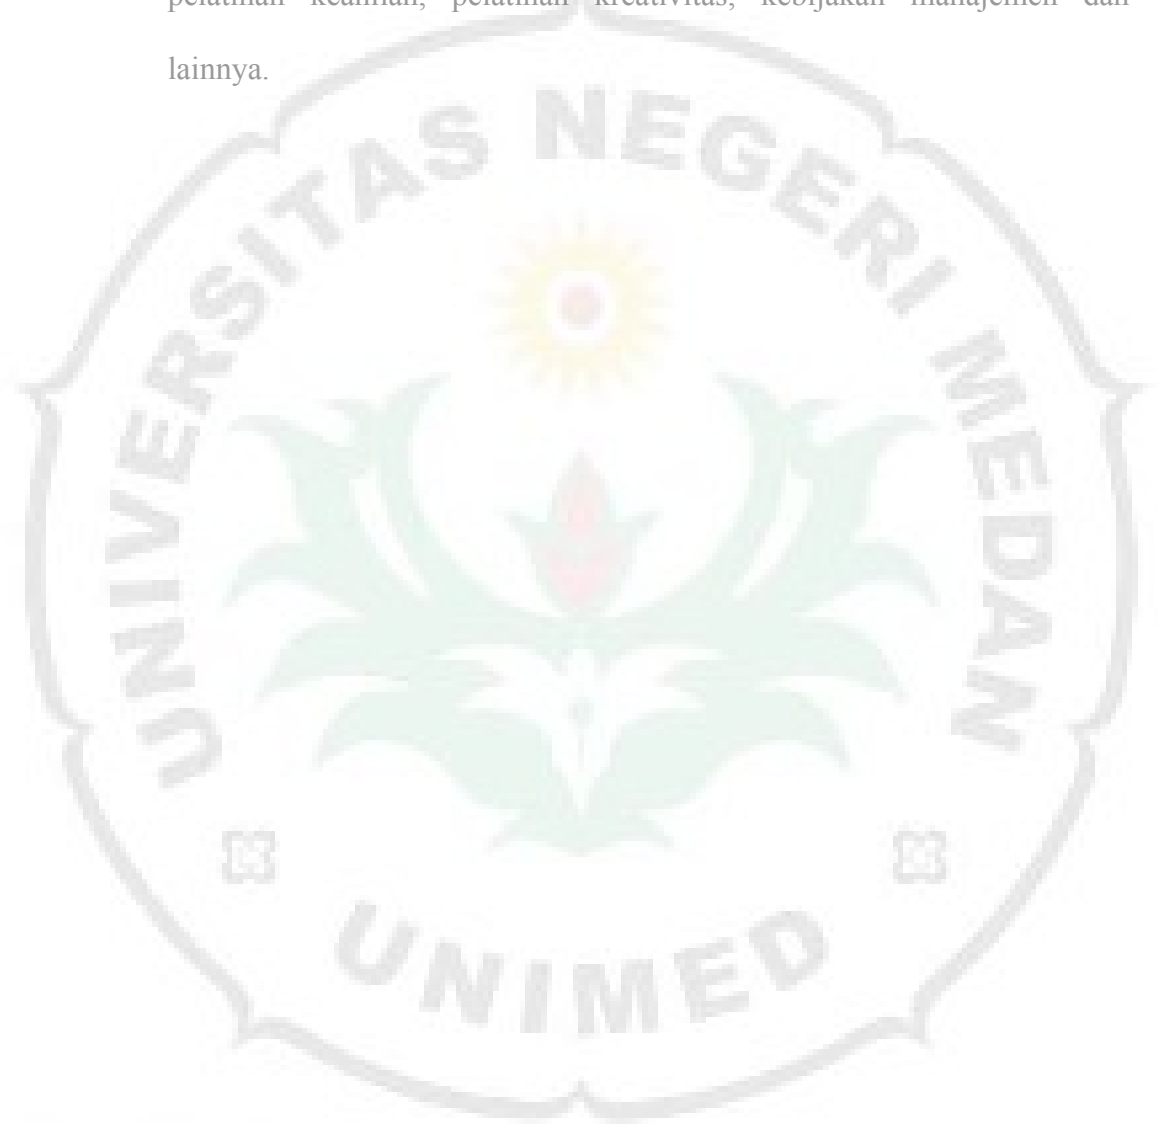 pelatihan keahlian, pelatihan kreativitas, kebijakan manajemen dan
lainnya.
UNIVERSITAS NEGERI MEDAN
UNIMED